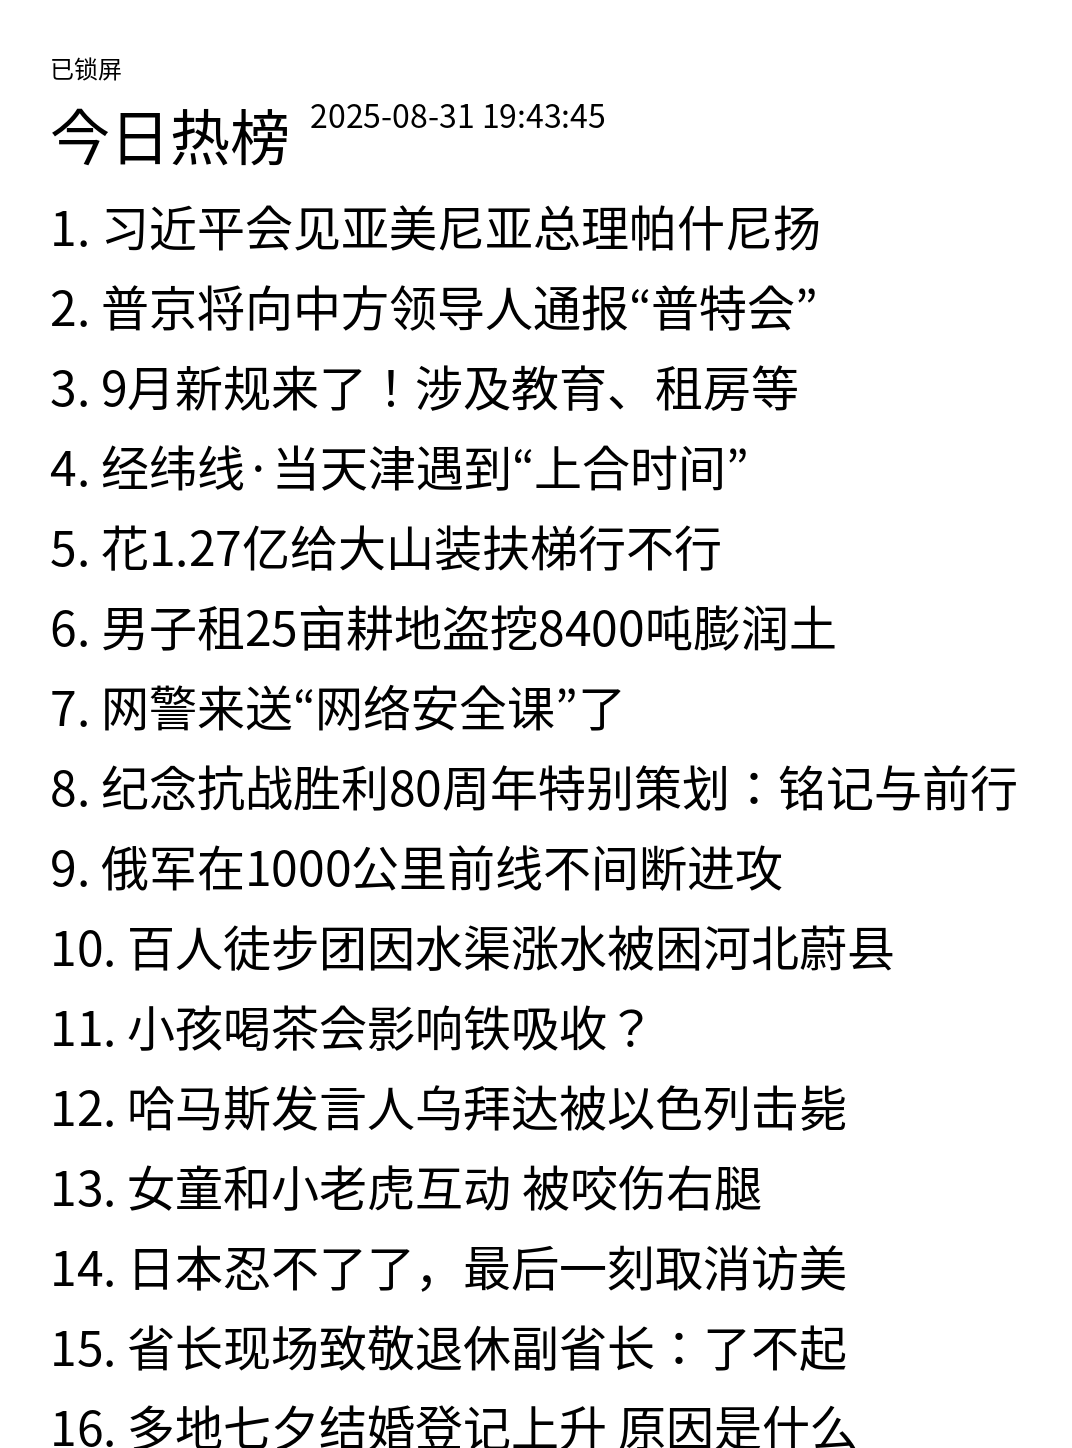 已锁屏
今日热榜 2025-08-31 19:43:45
1. 习近平会见亚美尼亚总理帕什尼扬
2. 普京将向中方领导人通报“普特会”
3. 9月新规来了！涉及教育、租房等
4. 经纬线·当天津遇到“上合时间”
5. 花1.27亿给大山装扶梯行不行
6. 男子租25亩耕地盗挖8400吨膨润土
7. 网警来送“网络安全课”了
8. 纪念抗战胜利80周年特别策划：铭记与前行
9. 俄军在1000公里前线不间断进攻
10. 百人徒步团因水渠涨水被困河北蔚县
11. 小孩喝茶会影响铁吸收？
12. 哈马斯发言人乌拜达被以色列击毙
13. 女童和小老虎互动 被咬伤右腿
14. 日本忍不了了，最后一刻取消访美
15. 省长现场致敬退休副省长：了不起
16. 多地七夕结婚登记上升 原因是什么